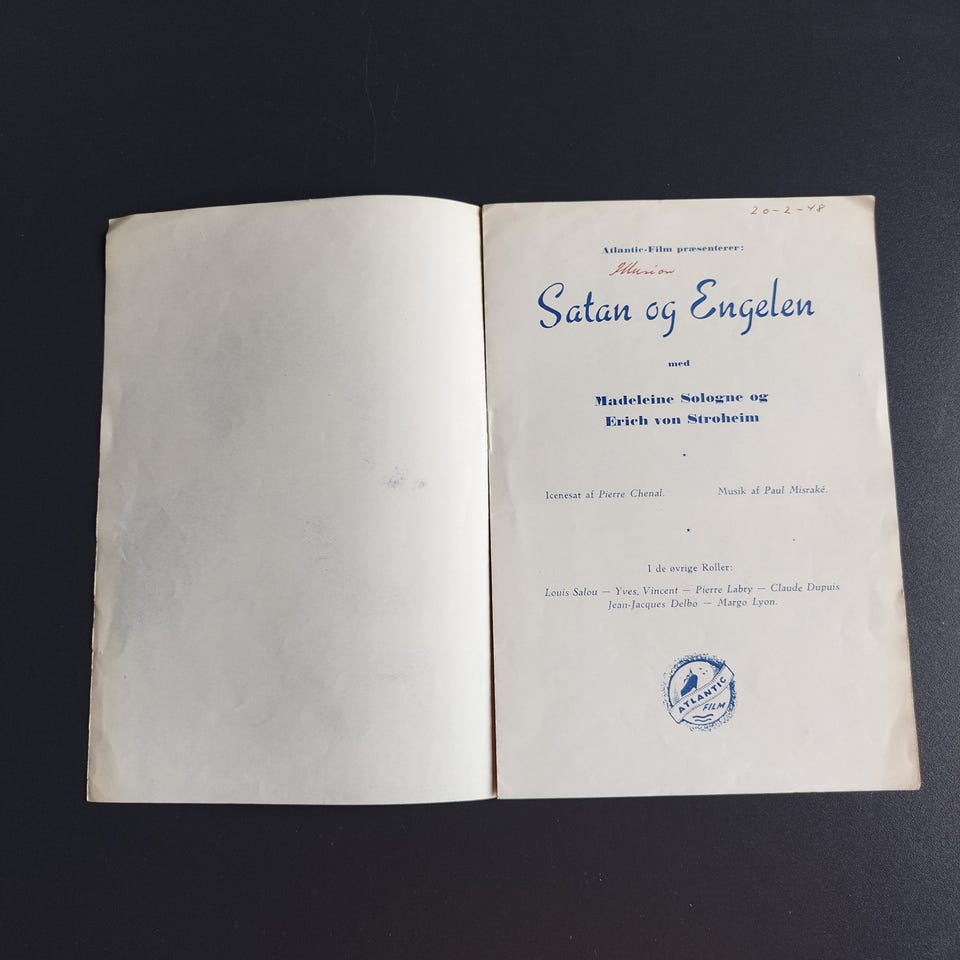 20-2-48
Atlantic-Film præsenterer:
Illusion
Satan og Engelen
med
Madeleine Sologne og
Erich von Stroheim
Icenesat af Pierre Chenal.
Musik af Paul Misraké.
I de øvrige Roller:
Louis Salou — Yves, Vincent — Pierre Labry — Claude Dupuis
Jean-Jacques Delbo — Margo Lyon.
ATLANTIC
FILM